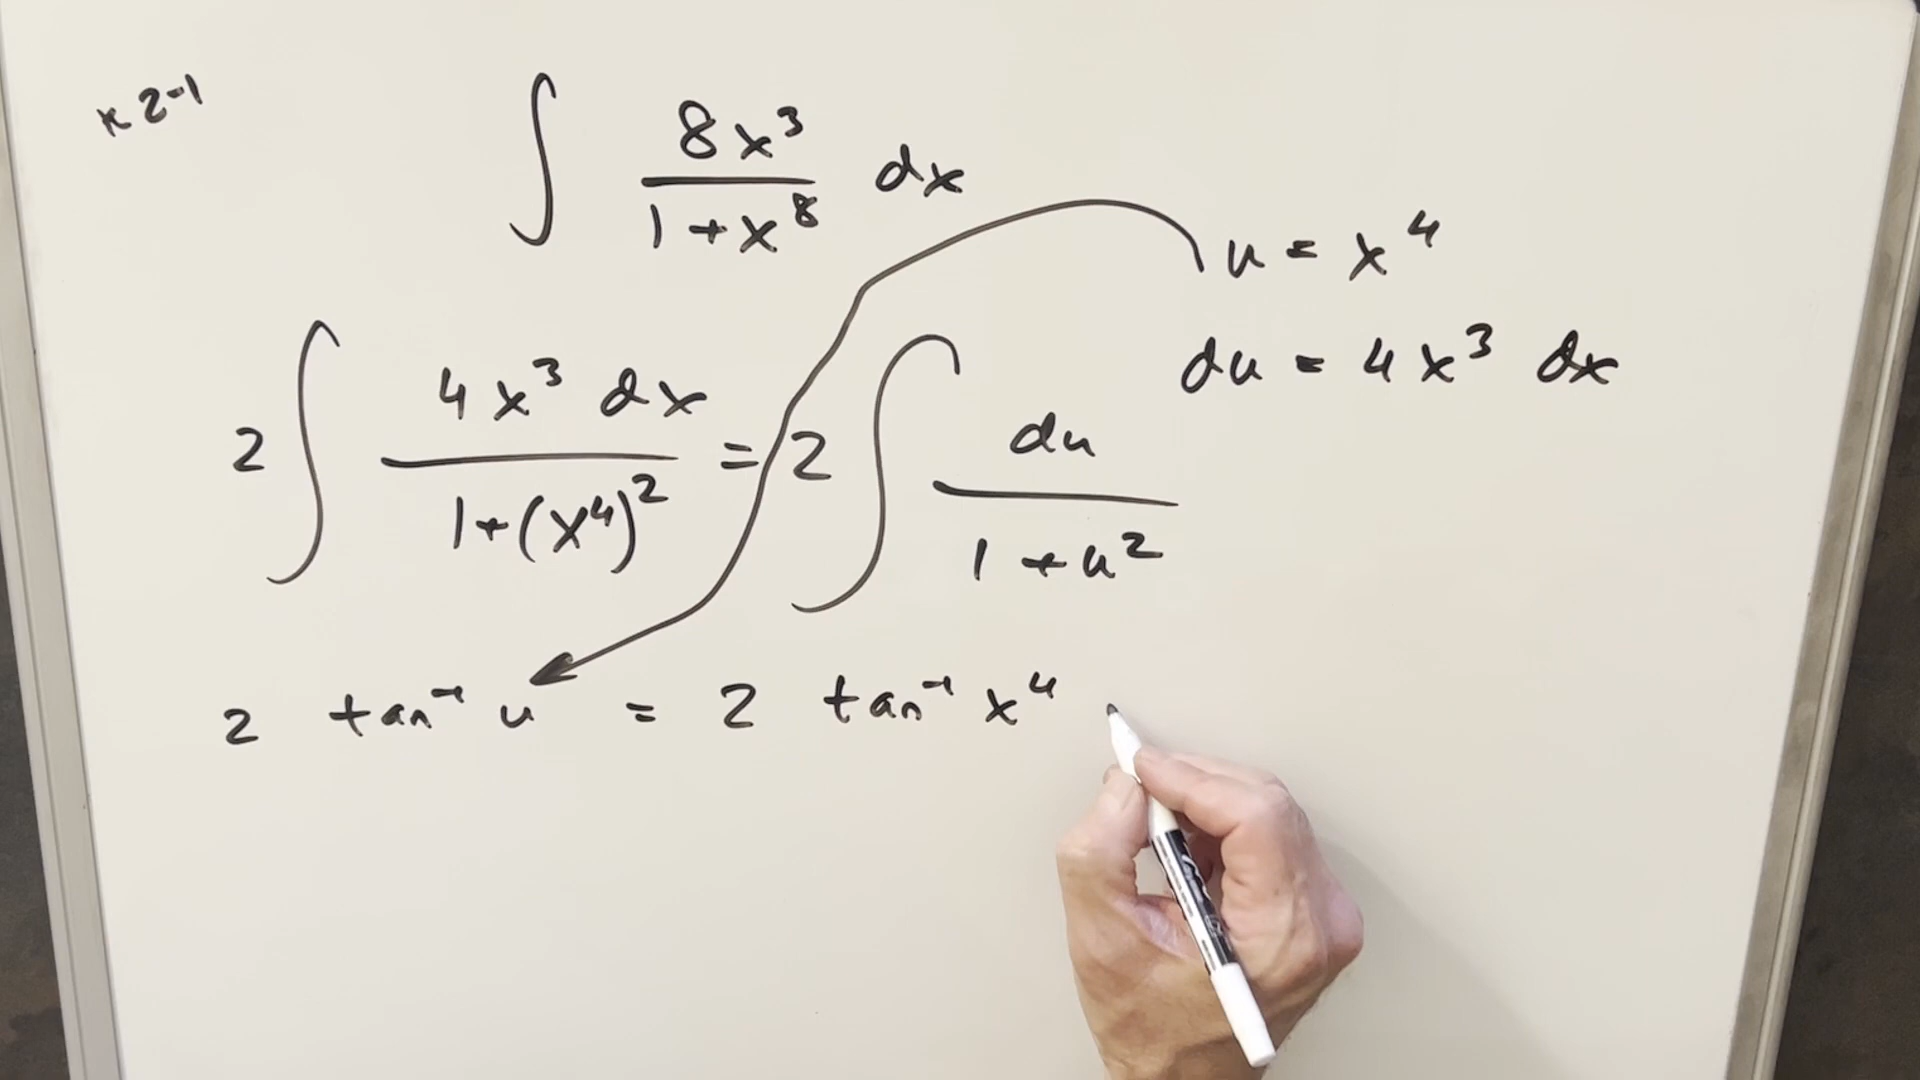 x 2-1
∫ 8x³/(1+x⁸) dx
u = x⁴
du = 4x³ dx
2 ∫ 4x³ dx/(1+(x⁴)²) = 2 ∫ du/(1+u²)
2 tan⁻¹ u = 2 tan⁻¹ x⁴